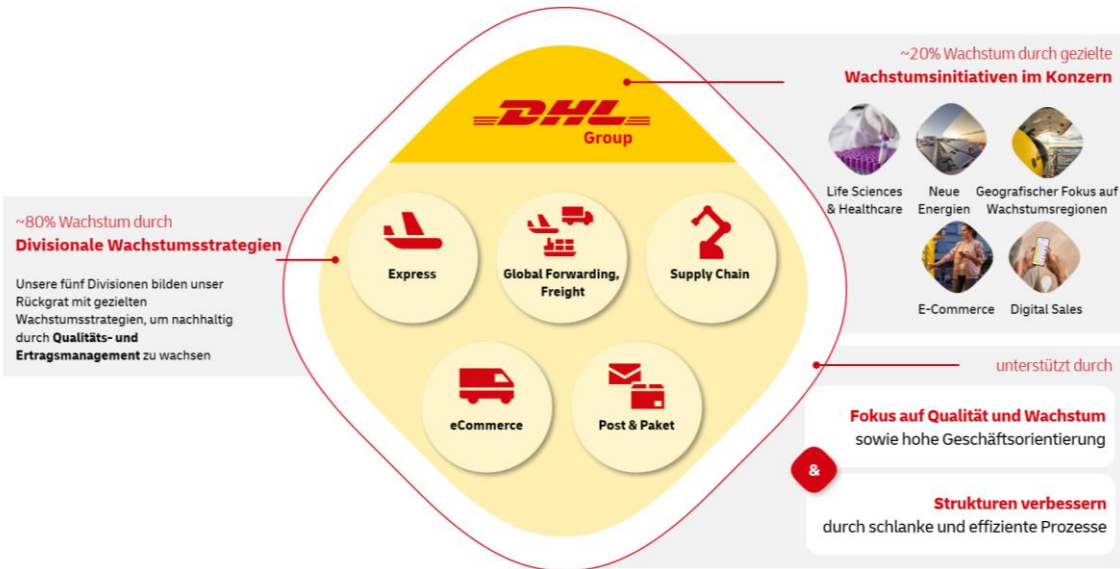 ~20% Wachstum durch gezielte
Wachstumsinitiativen im Konzern
DHL
Group
Life Sciences
& Healthcare
Neue
Energien
Geografischer Fokus auf
Wachstumsregionen
E-Commerce
Digital Sales
~80% Wachstum durch
Divisionale Wachstumsstrategien
Unsere fünf Divisionen bilden unser
Rückgrat mit gezielten
Wachstumsstrategien, um nachhaltig
durch Qualitäts- und
Ertragsmanagement zu wachsen
Express
Global Forwarding,
Freight
Supply Chain
eCommerce
Post & Paket
unterstützt durch
Fokus auf Qualität und Wachstum
sowie hohe Geschäftsorientierung
&
Strukturen verbessern
durch schlanke und effiziente Prozesse